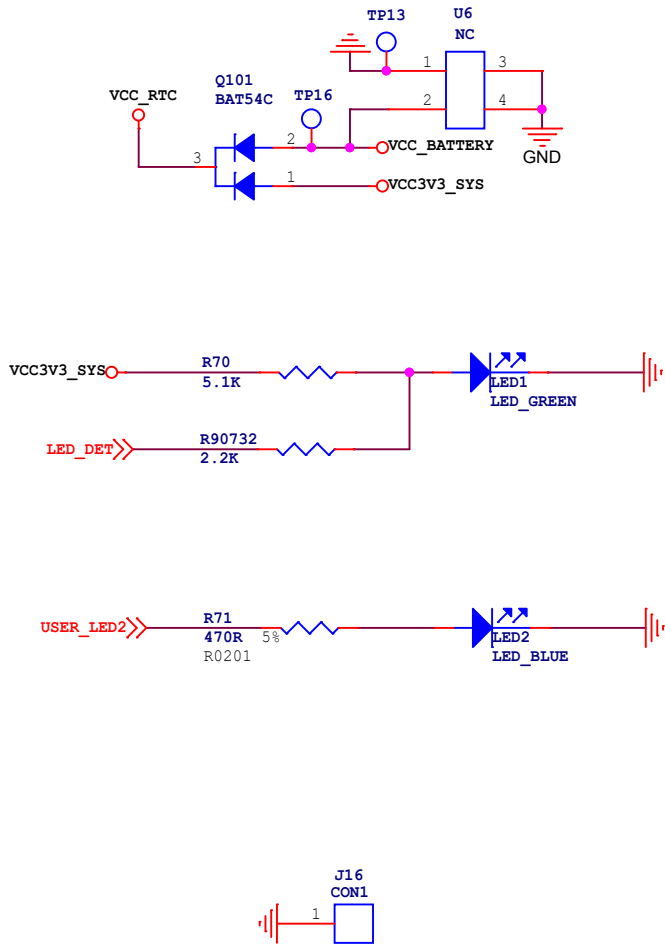 TP13
U6
NC
1
3
2
4
GND
Q101
BAT54C
TP16
VCC_RTC
2
VCC_BATTERY
3
1
VCC3V3_SYS
VCC3V3_SYS
R70
5.1K
LED1
LED_GREEN
LED_DET
R90732
2.2K
USER_LED2
R71
470R 5%
R0201
LED2
LED_BLUE
J16
CON1
1